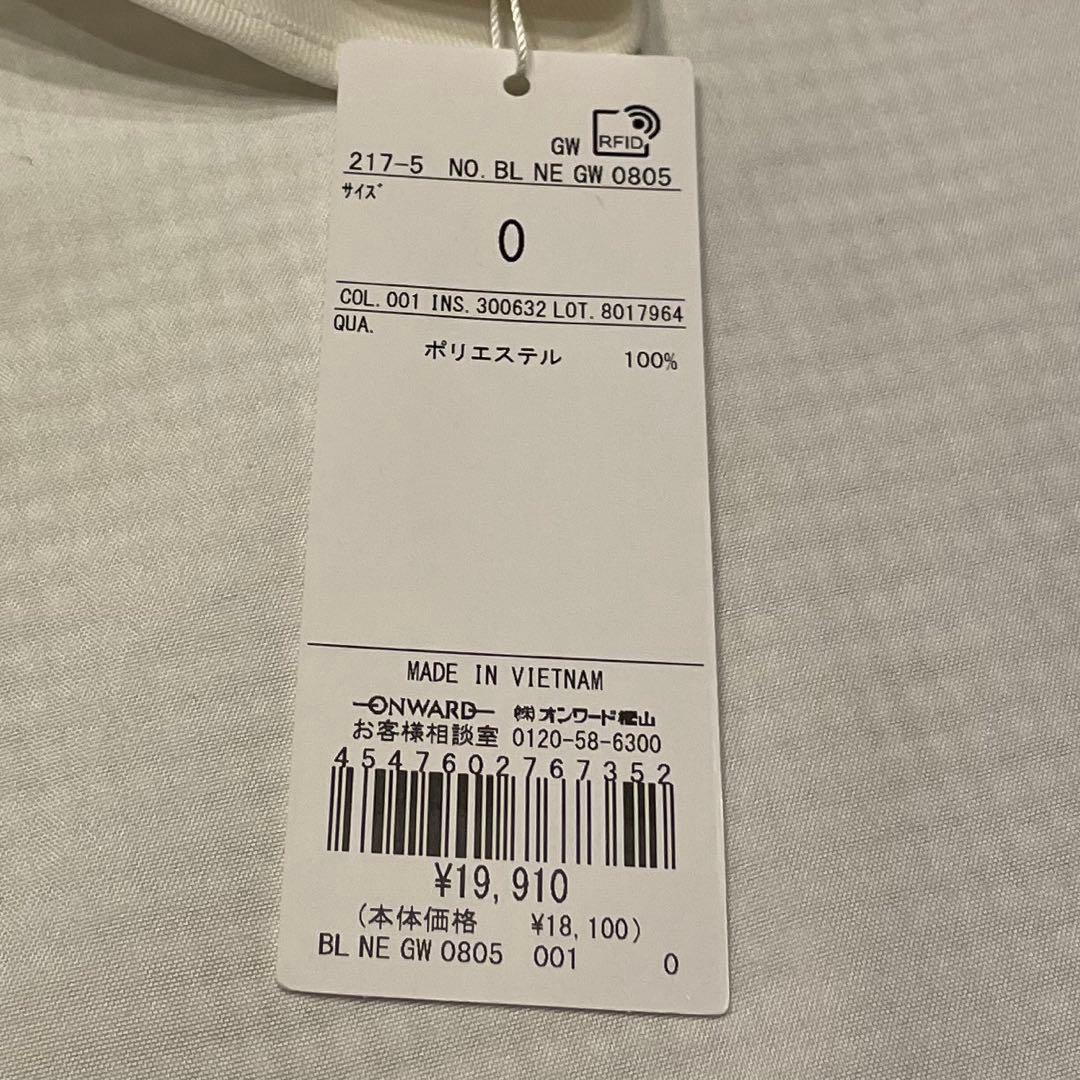 GW RFID
217-5 NO. BL NE GW 0805
ｻｲｽﾞ
0
COL. 001 INS. 300632 LOT. 8017964
QUA.
ポリエステル 100%
MADE IN VIETNAM
ONWARD ㈱オンワード樫山
お客様相談室 0120-58-6300
4547602767352
¥19,910
(本体価格 ¥18,100)
BL NE GW 0805 001 0